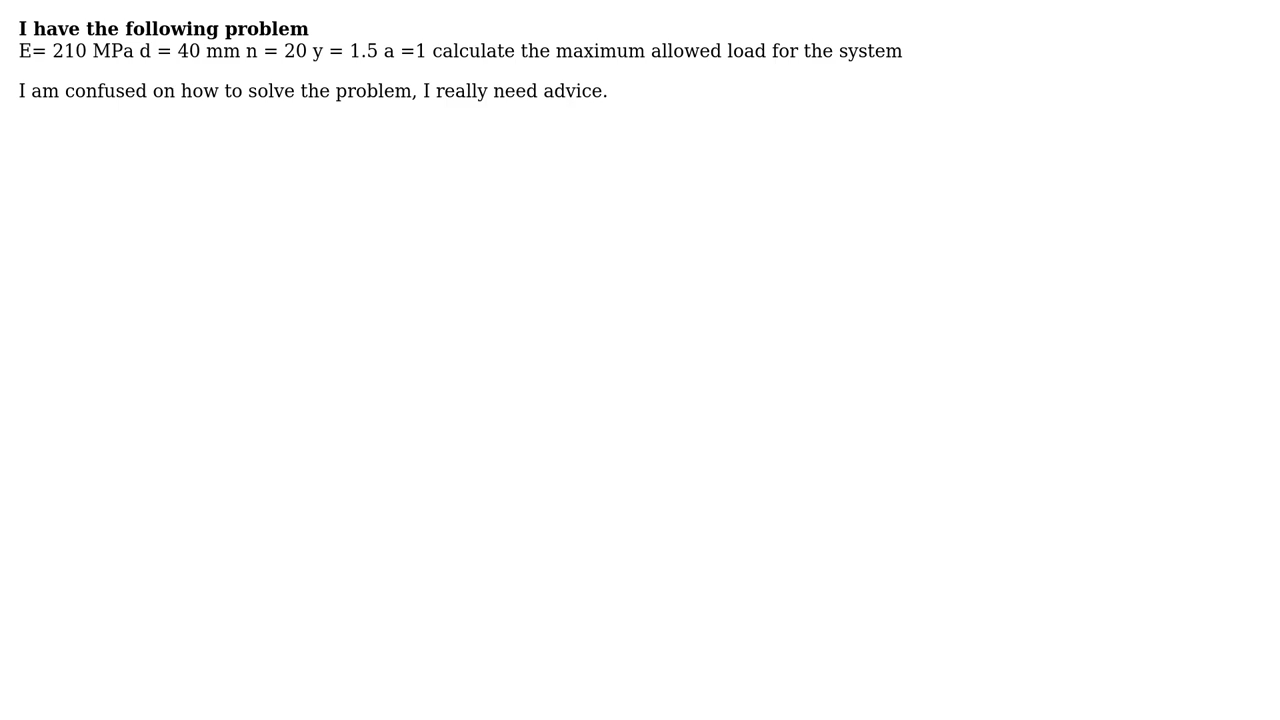 I have the following problem
E= 210 MPa d = 40 mm n = 20 y = 1.5 a =1 calculate the maximum allowed load for the system
I am confused on how to solve the problem, I really need advice.